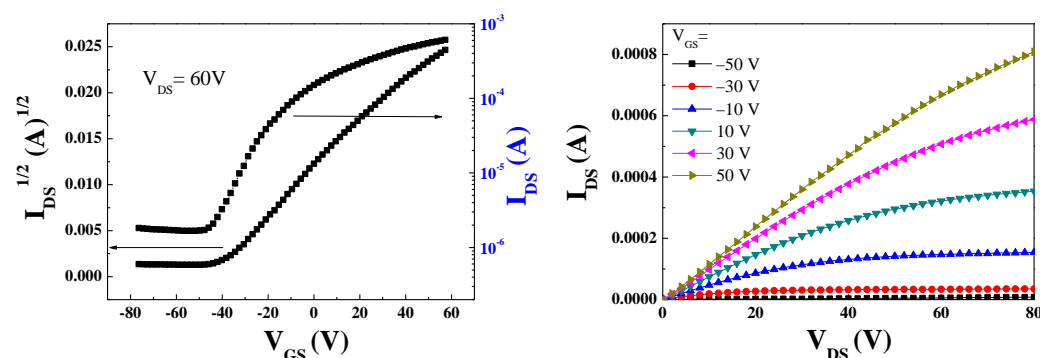 0.025
0.020
0.015
0.010
0.005
0.000
I_DS^1/2 (A)^1/2
V_DS= 60V
10^-3
10^-4
10^-5
10^-6
I_DS (A)
-80 -60 -40 -20 0 20 40 60 80
V_GS (V)
0.0008
0.0006
0.0004
0.0002
0.0000
I_DS (A)
V_GS=
−50 V
−30 V
−10 V
10 V
30 V
50 V
0 20 40 60 80
V_DS (V)